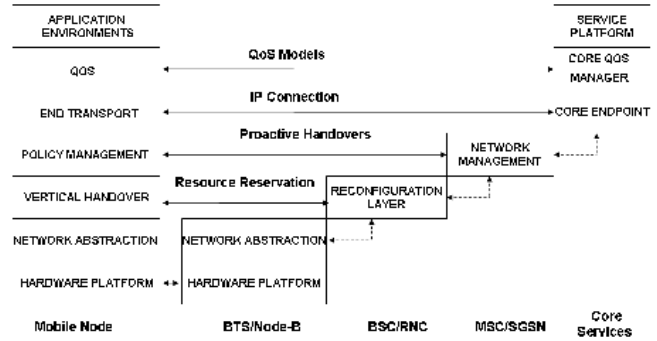 APPLICATION
ENVIRONMENTS
SERVICE
PLATFORM
QOS
QoS Models
CORE QOS
MANAGER
END TRANSPORT
IP Connection
CORE ENDPOINT
POLICY MANAGEMENT
Proactive Handovers
NETWORK
MANAGEMENT
VERTICAL HANDOVER
Resource Reservation
RECONFIGURATION
LAYER
NETWORK ABSTRACTION
NETWORK ABSTRACTION
HARDWARE PLATFORM
HARDWARE PLATFORM
Mobile Node
BTS/Node-B
BSC/RNC
MSC/SGSN
Core
Services